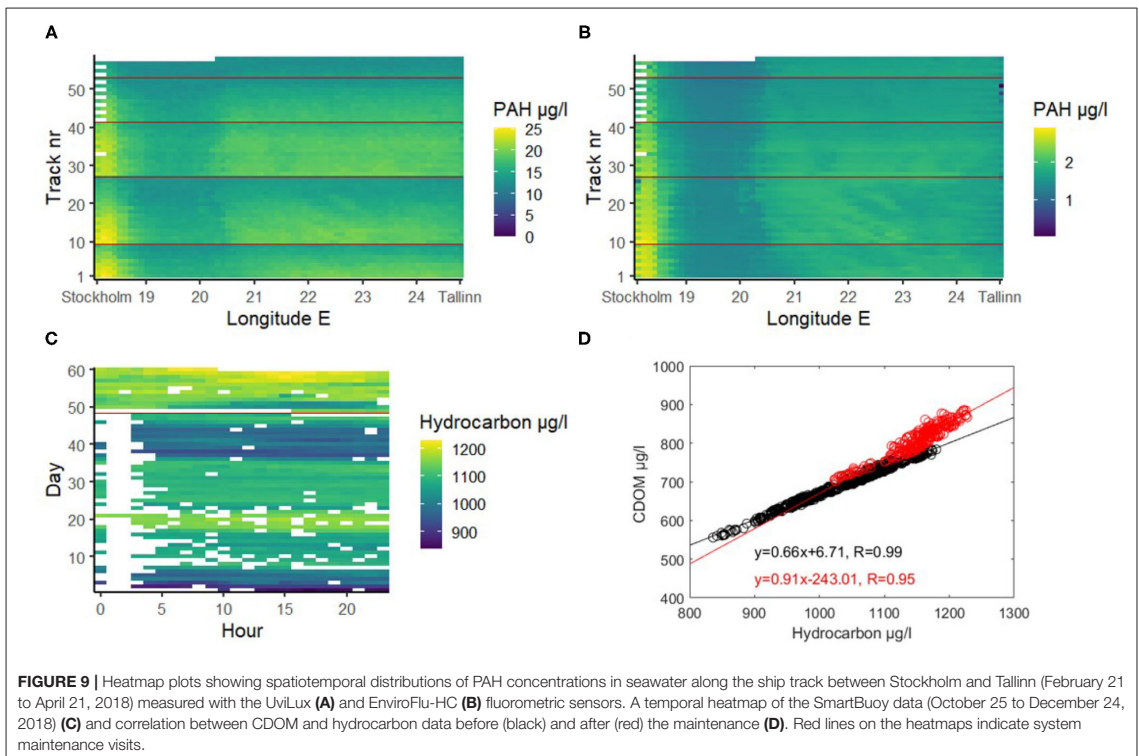 A
PAH µg/l
25
20
15
10
5
0
Track nr
50
40
30
20
10
1
Stockholm 19 20 21 22 23 24 Tallinn
Longitude E
B
PAH µg/l
2
1
Track nr
50
40
30
20
10
1
Stockholm 19 20 21 22 23 24 Tallinn
Longitude E
C
Hydrocarbon µg/l
1200
1100
1000
900
Day
60
50
40
30
20
10
0 5 10 15 20
Hour
D
CDOM µg/l
1000
900
800
700
600
500
400
y=0.66x+6.71, R=0.99
y=0.91x-243.01, R=0.95
800 900 1000 1100 1200 1300
Hydrocarbon µg/l
FIGURE 9 | Heatmap plots showing spatiotemporal distributions of PAH concentrations in seawater along the ship track between Stockholm and Tallinn (February 21
to April 21, 2018) measured with the UviLux (A) and EnviroFlu-HC (B) fluorometric sensors. A temporal heatmap of the SmartBuoy data (October 25 to December 24,
2018) (C) and correlation between CDOM and hydrocarbon data before (black) and after (red) the maintenance (D). Red lines on the heatmaps indicate system
maintenance visits.